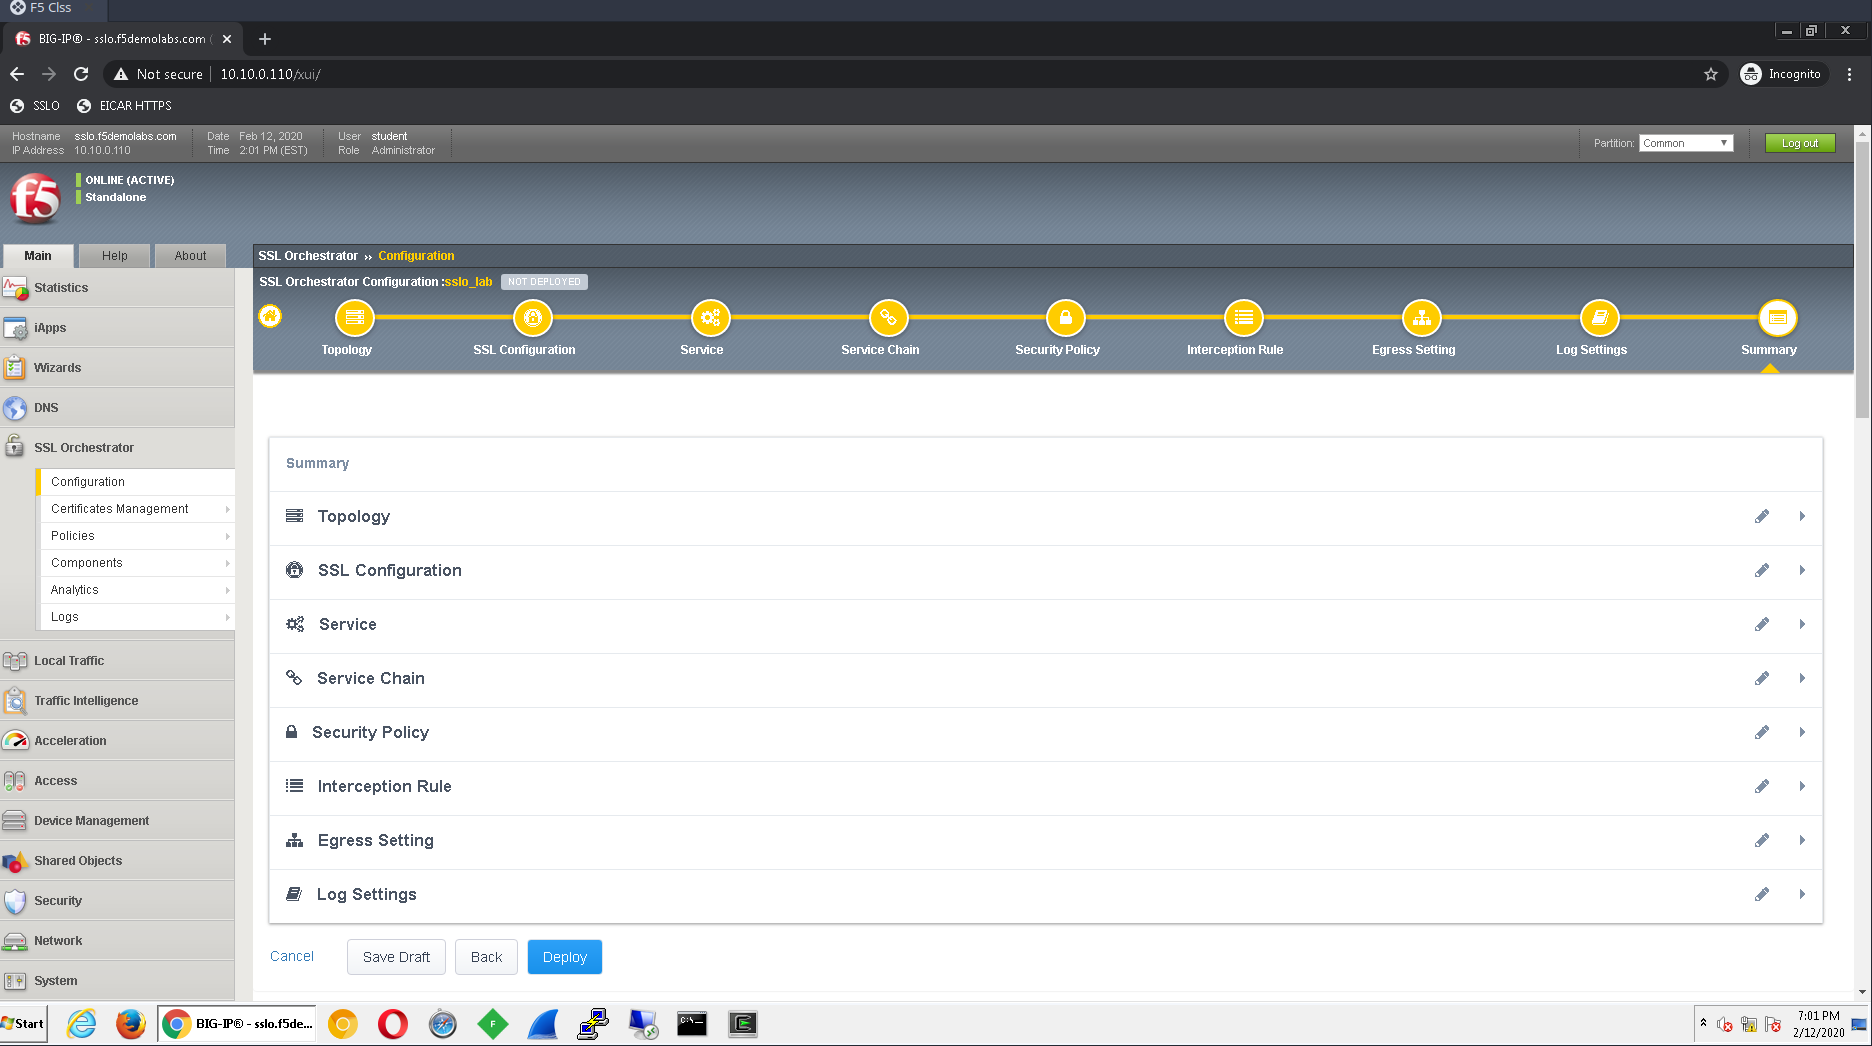 F5 Clss
BIG-IP® - sslo.f5demolabs.com (
Not secure
10.10.0.110/xui/
Incognito
SSLO
EICAR HTTPS
Hostname sslo.f5demolabs.com
IP Address 10.10.0.110
Date Feb 12, 2020
Time 2:01 PM (EST)
User student
Role Administrator
Partition: Common
Log out
f5
ONLINE (ACTIVE)
Standalone
Main
Help
About
SSL Orchestrator ›› Configuration
SSL Orchestrator Configuration :sslo_lab NOT DEPLOYED
Topology
SSL Configuration
Service
Service Chain
Security Policy
Interception Rule
Egress Setting
Log Settings
Summary
Statistics
iApps
Wizards
DNS
SSL Orchestrator
Configuration
Certificates Management
Policies
Components
Analytics
Logs
Local Traffic
Traffic Intelligence
Acceleration
Access
Device Management
Shared Objects
Security
Network
System
Summary
Topology
SSL Configuration
Service
Service Chain
Security Policy
Interception Rule
Egress Setting
Log Settings
Cancel
Save Draft
Back
Deploy
Start
BIG-IP® - sslo.f5de...
F
C:\_
7:01 PM
2/12/2020